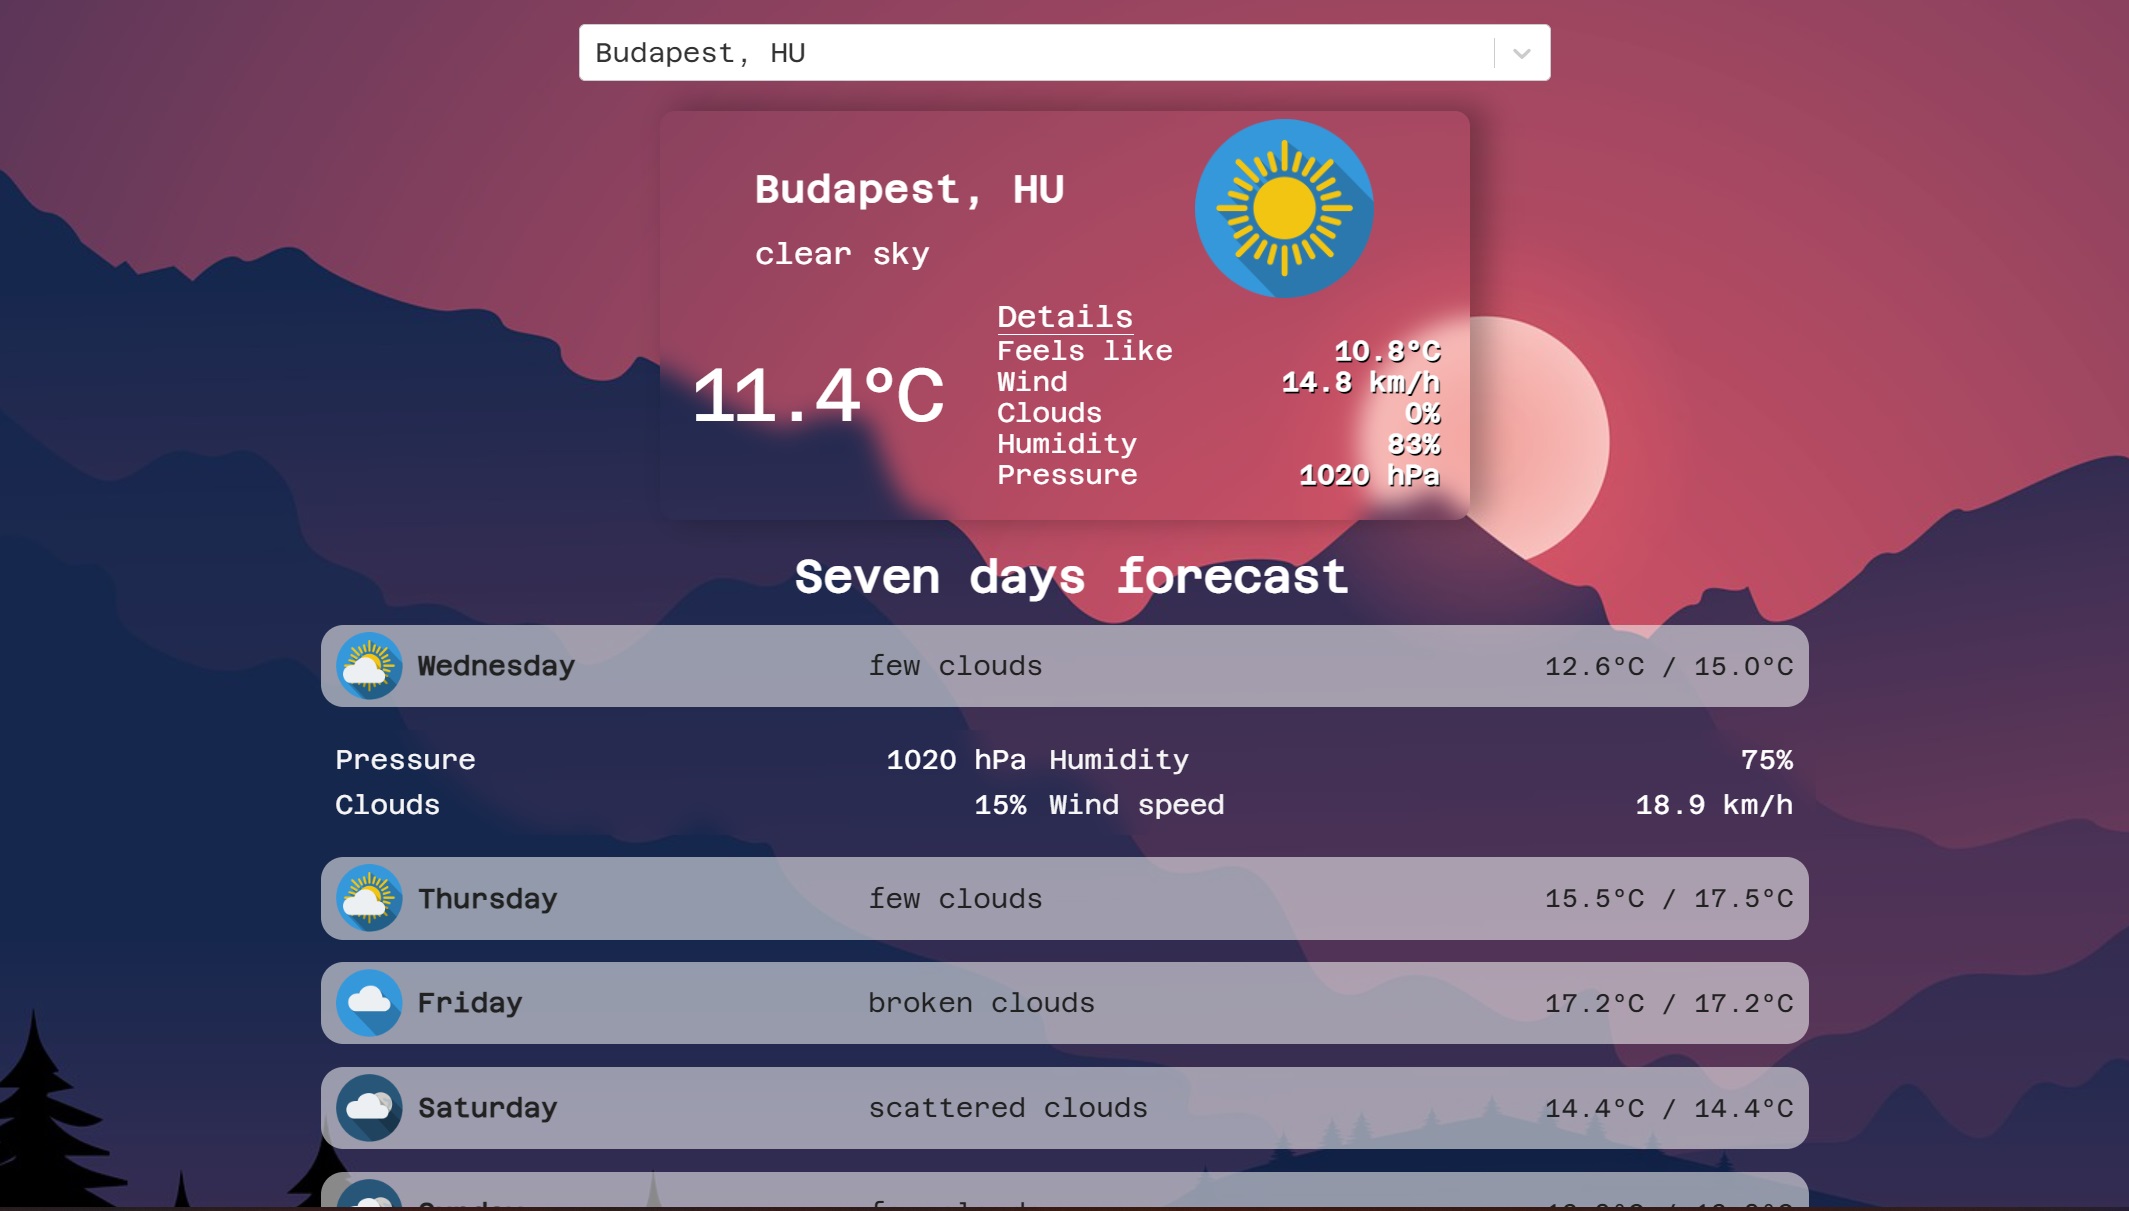 Budapest, HU
Budapest, HU
clear sky
11.4°C
Details
Feels like 10.8°C
Wind 14.8 km/h
Clouds 0%
Humidity 83%
Pressure 1020 hPa
Seven days forecast
Wednesday few clouds 12.6°C / 15.0°C
Pressure 1020 hPa Humidity 75%
Clouds 15% Wind speed 18.9 km/h
Thursday few clouds 15.5°C / 17.5°C
Friday broken clouds 17.2°C / 17.2°C
Saturday scattered clouds 14.4°C / 14.4°C